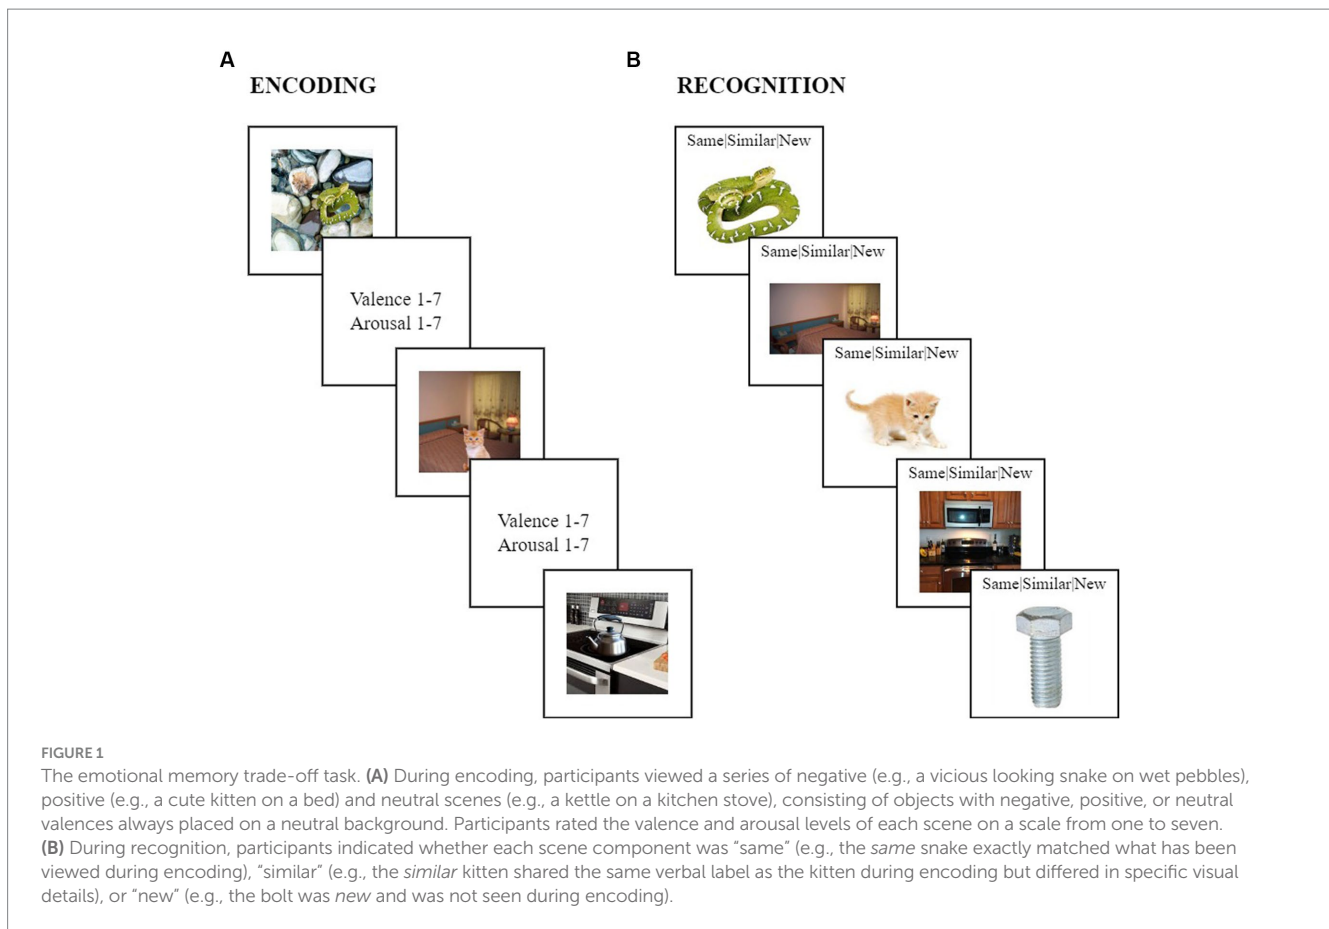 A
ENCODING
Valence 1-7
Arousal 1-7
Valence 1-7
Arousal 1-7
B
RECOGNITION
Same|Similar|New
Same|Similar|New
Same|Similar|New
Same|Similar|New
Same|Similar|New
FIGURE 1
The emotional memory trade-off task. (A) During encoding, participants viewed a series of negative (e.g., a vicious looking snake on wet pebbles),
positive (e.g., a cute kitten on a bed) and neutral scenes (e.g., a kettle on a kitchen stove), consisting of objects with negative, positive, or neutral
valences always placed on a neutral background. Participants rated the valence and arousal levels of each scene on a scale from one to seven.
(B) During recognition, participants indicated whether each scene component was “same” (e.g., the same snake exactly matched what has been
viewed during encoding), “similar” (e.g., the similar kitten shared the same verbal label as the kitten during encoding but differed in specific visual
details), or “new” (e.g., the bolt was new and was not seen during encoding).